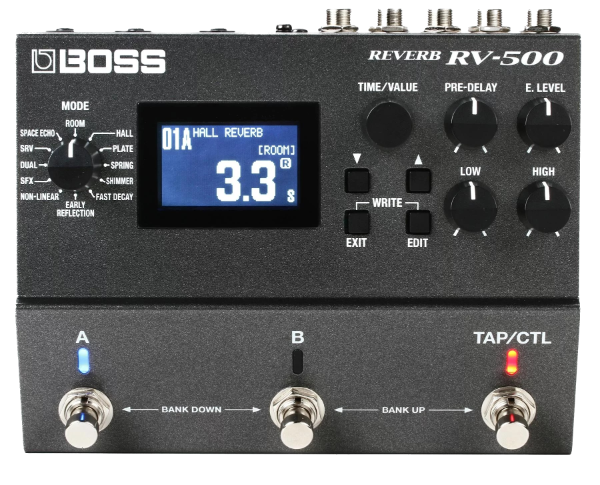 BOSS
REVERB RV-500
MODE
ROOM
SPACE ECHO
HALL
SRV
PLATE
DUAL
SPRING
SFX
SHIMMER
NON-LINEAR
FAST DECAY
EARLY
REFLECTION
01A HALL REVERB
[ROOM]
R
3.3 s
TIME/VALUE
PRE-DELAY
E. LEVEL
▼
▲
LOW
HIGH
WRITE
EXIT
EDIT
A
B
TAP/CTL
BANK DOWN
BANK UP